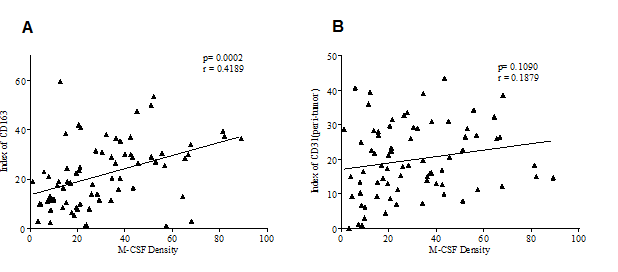 A
p= 0.0002
r = 0.4189
Index of CD163
60
40
20
0
0 20 40 60 80 100
M-CSF Density
B
p= 0.1090
r = 0.1879
Index of CD31(peri-tumor)
50
40
30
20
10
0
0 20 40 60 80 100
M-CSF Density